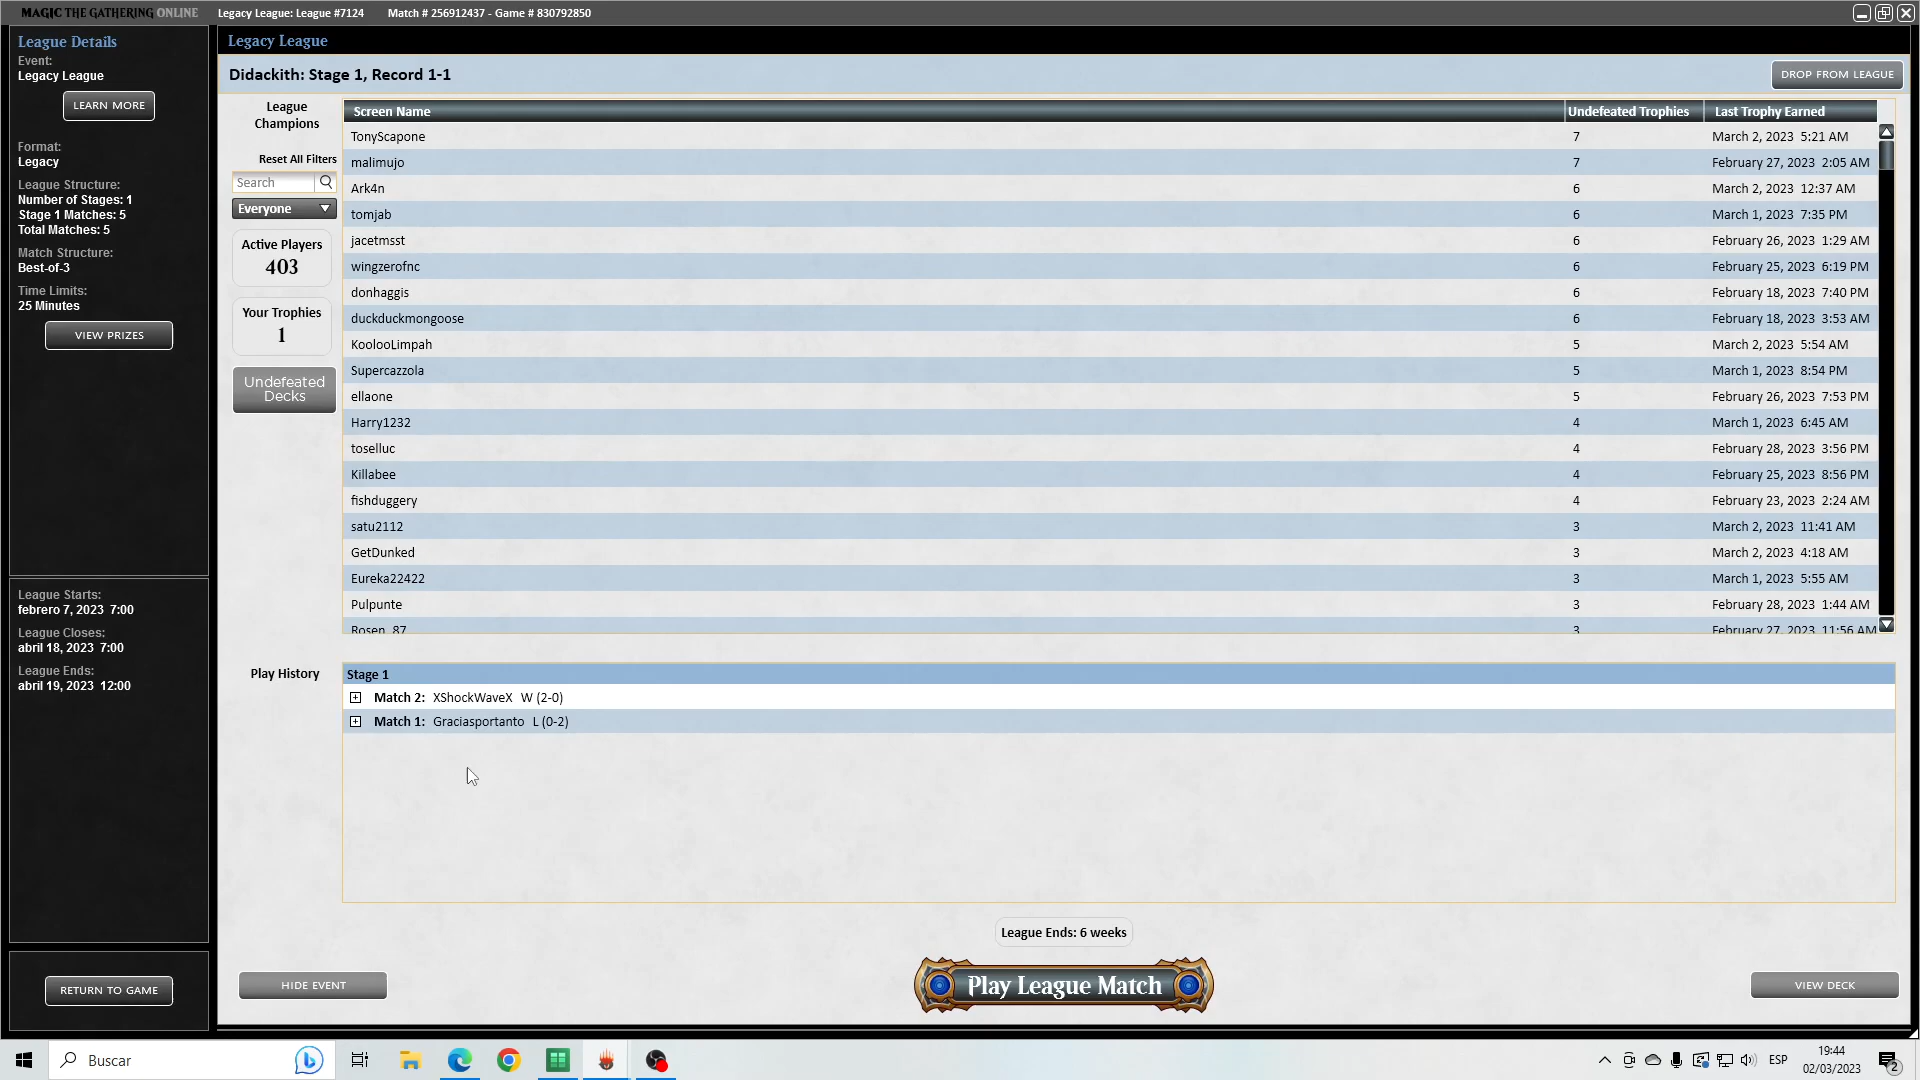 MAGIC THE GATHERING ONLINE Legacy League: League #7124 Match # 256912437 - Game # 830792850
League Details
Event:
Legacy League
LEARN MORE
Format:
Legacy
League Structure:
Number of Stages: 1
Stage 1 Matches: 5
Total Matches: 5
Match Structure:
Best-of-3
Time Limits:
25 Minutes
VIEW PRIZES
League Starts:
febrero 7, 2023 7:00
League Closes:
abril 18, 2023 7:00
League Ends:
abril 19, 2023 12:00
RETURN TO GAME
Legacy League
Didackith: Stage 1, Record 1-1
DROP FROM LEAGUE
League
Champions
Reset All Filters
Search
Everyone
Active Players
403
Your Trophies
1
Undefeated
Decks
Screen Name Undefeated Trophies Last Trophy Earned
TonyScapone 7 March 2, 2023 5:21 AM
malimujo 7 February 27, 2023 2:05 AM
Ark4n 6 March 2, 2023 12:37 AM
tomjab 6 March 1, 2023 7:35 PM
jacetmsst 6 February 26, 2023 1:29 AM
wingzerofnc 6 February 25, 2023 6:19 PM
donhaggis 6 February 18, 2023 7:40 PM
duckduckmongoose 6 February 18, 2023 3:53 AM
KoolooLimpah 5 March 2, 2023 5:54 AM
Supercazzola 5 March 1, 2023 8:54 PM
ellaone 5 February 26, 2023 7:53 PM
Harry1232 4 March 1, 2023 6:45 AM
toselluc 4 February 28, 2023 3:56 PM
Killabee 4 February 25, 2023 8:56 PM
fishduggery 4 February 23, 2023 2:24 AM
satu2112 3 March 2, 2023 11:41 AM
GetDunked 3 March 2, 2023 4:18 AM
Eureka22422 3 March 1, 2023 5:55 AM
Pulpunte 3 February 28, 2023 1:44 AM
Rosen_87 3 February 27, 2023 11:56 AM
Play History
Stage 1
Match 2: XShockWaveX W (2-0)
Match 1: Graciasportanto L (0-2)
League Ends: 6 weeks
HIDE EVENT
Play League Match
VIEW DECK
Buscar
ESP
19:44
02/03/2023
2